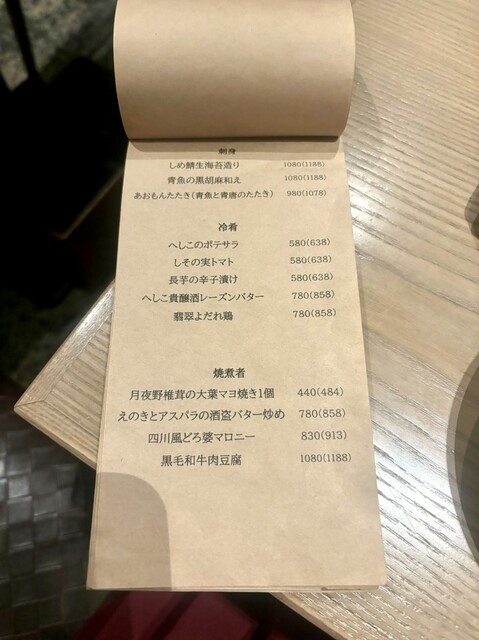 刺身
しめ鯖生海苔造り 1080(1188)
青魚の黒胡麻和え 1080(1188)
あおもんたたき(青魚と青唐のたたき) 980(1078)
冷肴
へしこのポテサラ 580(638)
しその実トマト 580(638)
長芋の辛子漬け 580(638)
へしこ貴醸酒レーズンバター 780(858)
翡翠よだれ鶏 780(858)
焼煮者
月夜野椎茸の大葉マヨ焼き1個 440(484)
えのきとアスパラの酒盗バター炒め 780(858)
四川風どろ婆マロニー 830(913)
黒毛和牛肉豆腐 1080(1188)